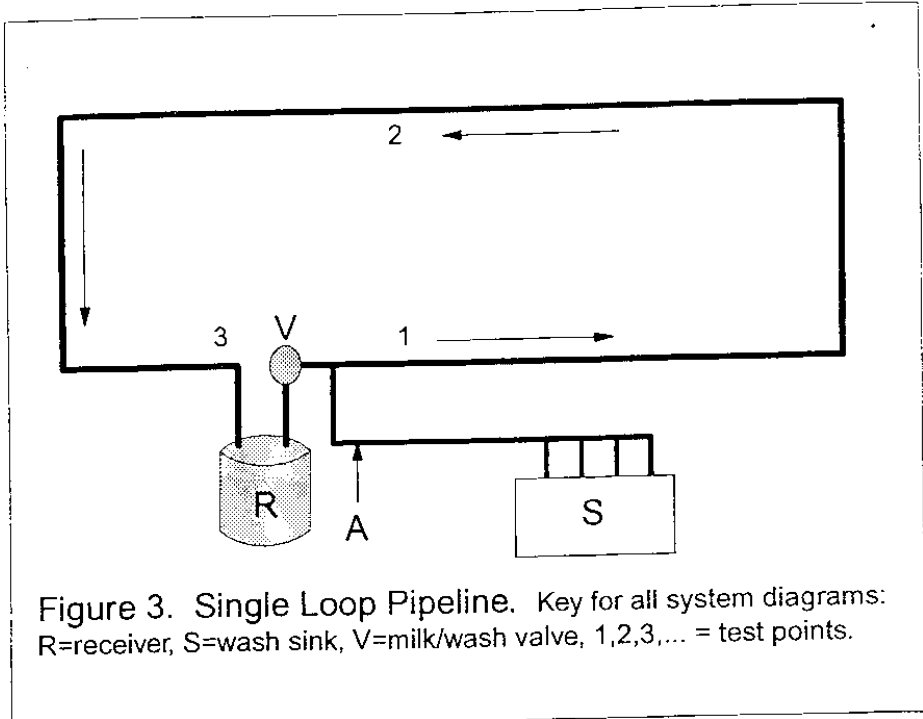 2
3
V
1
R
A
S
Figure 3. Single Loop Pipeline. Key for all system diagrams:
R=receiver, S=wash sink, V=milk/wash valve, 1,2,3,... = test points.